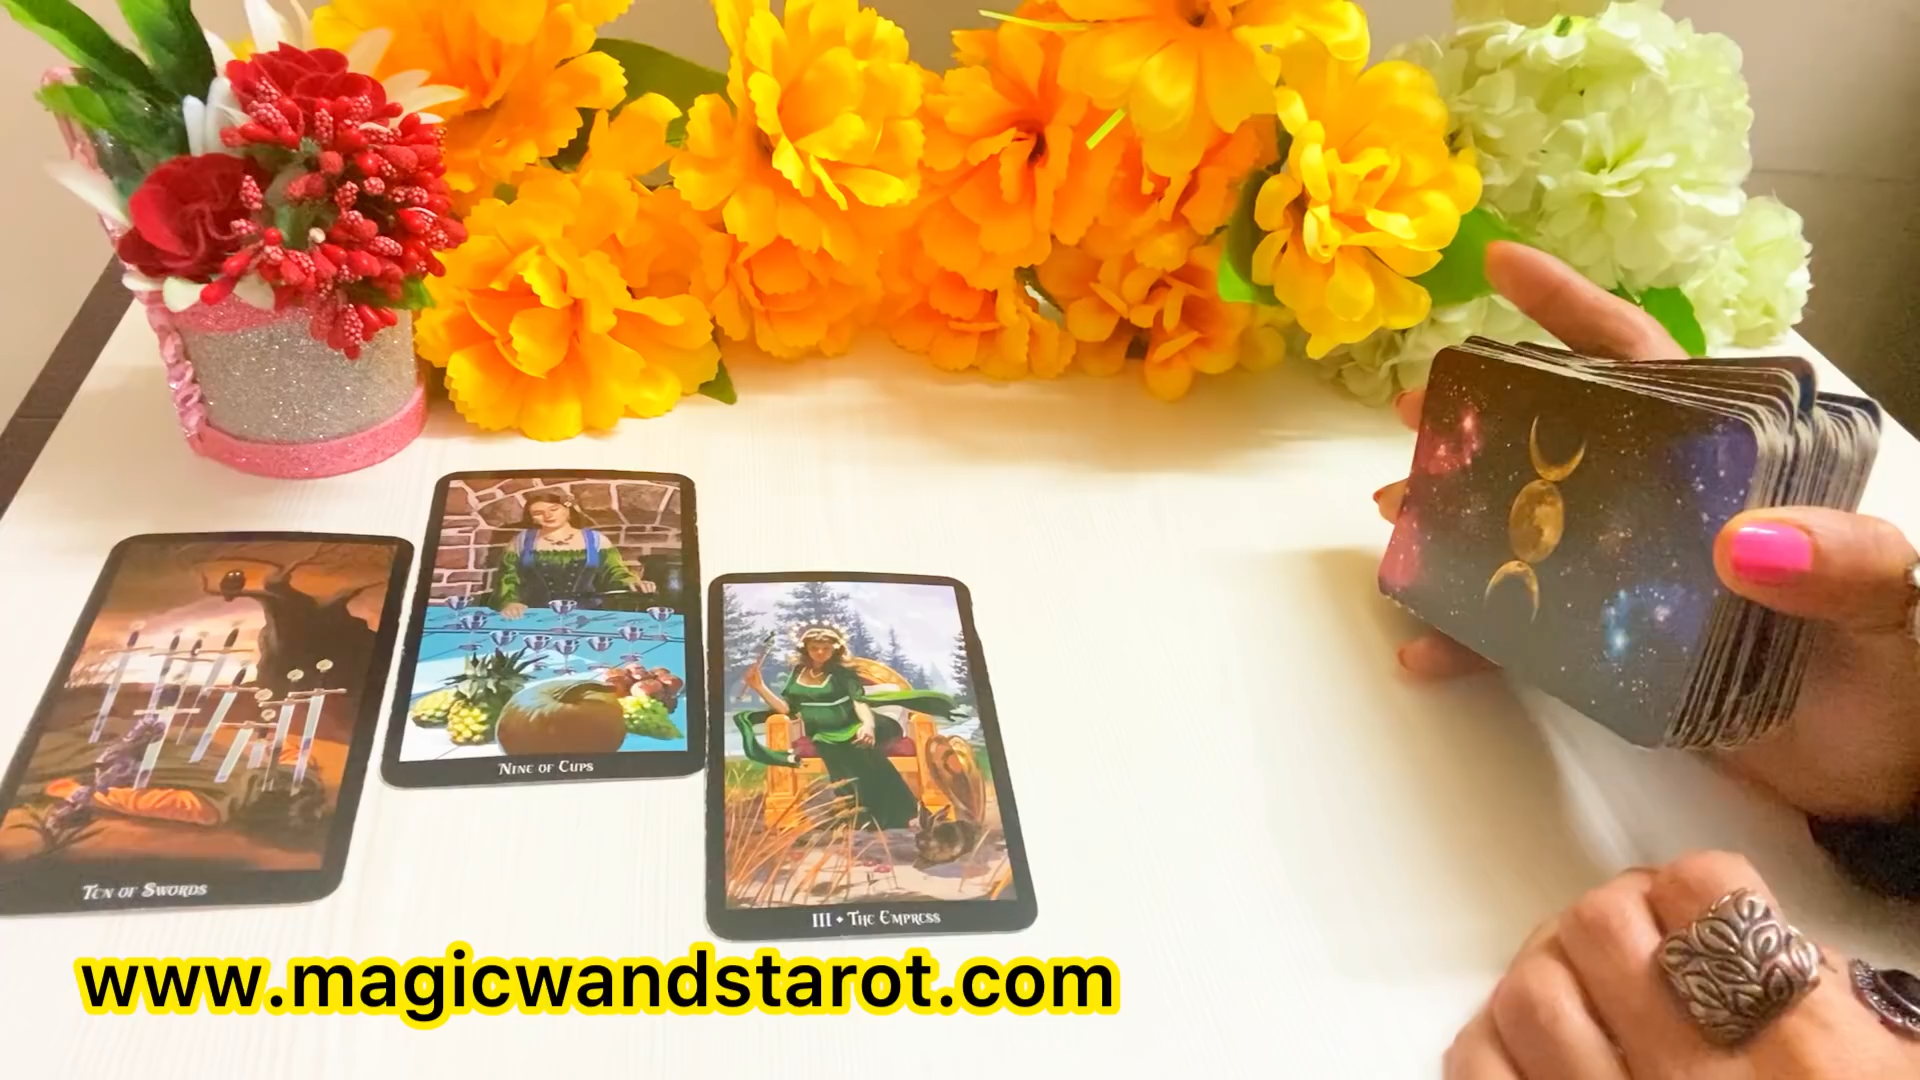 Nine of Cups
Ten of Swords
III • The Empress
www.magicwandstarot.com